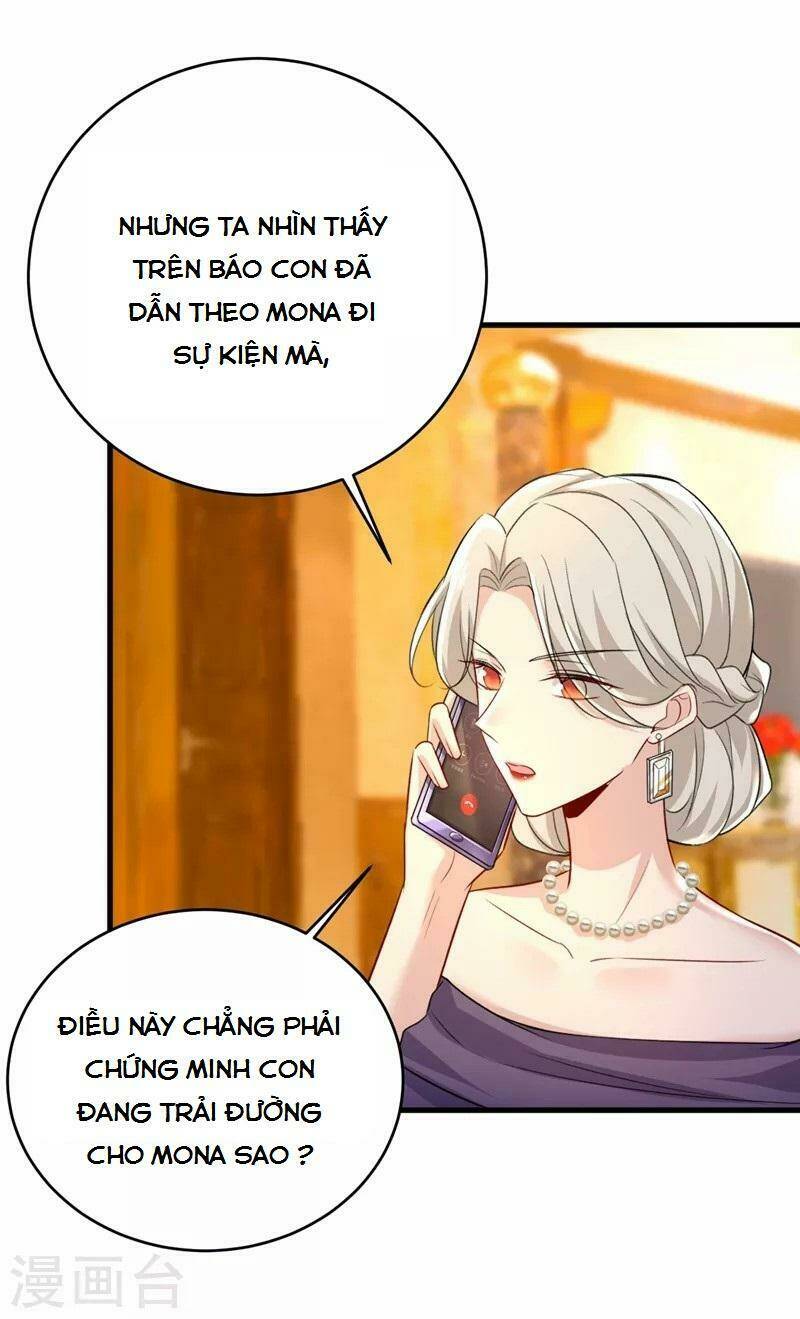 NHƯNG TA NHÌN THẤY
TRÊN BÁO CON ĐÃ
DẪN THEO MONA ĐI
SỰ KIỆN MÀ,
ĐIỀU NÀY CHẲNG PHẢI
CHỨNG MINH CON
ĐANG TRẢI ĐƯỜNG
CHO MONA SAO ?
漫画台